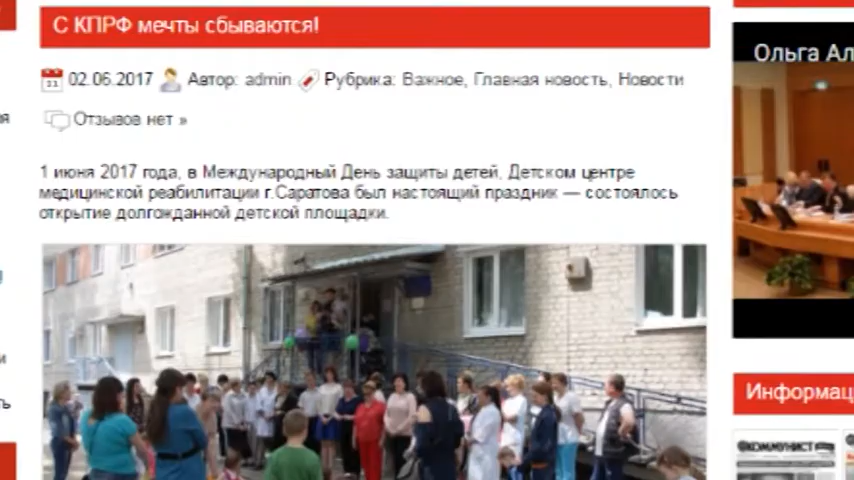 С КПРФ мечты сбываются!
02.06.2017 Автор: admin Рубрика: Важное, Главная новость, Новости
Отзывов нет »
1 июня 2017 года, в Международный День защиты детей, Детском центре
медицинской реабилитации г.Саратова был настоящий праздник — состоялось
открытие долгожданной детской площадки.
Ольга Ал
Информац
КОММУНИСТ